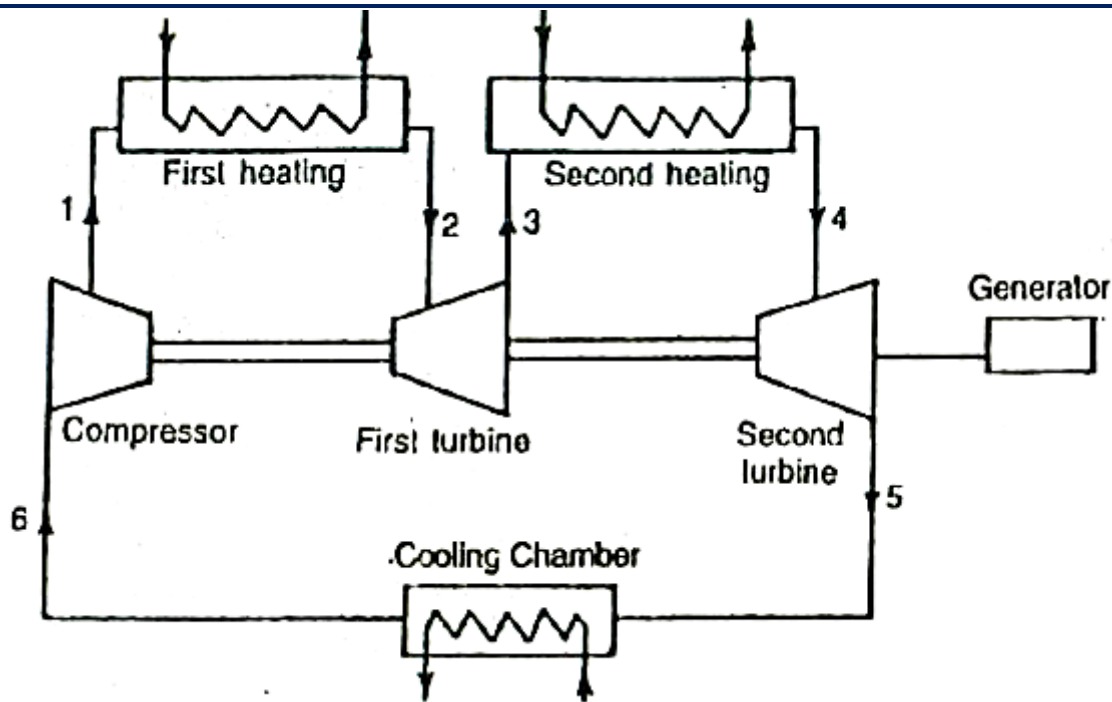 First heating
Second heating
1
2
3
4
Generator
Compressor
First turbine
Second
turbine
6
5
Cooling Chamber